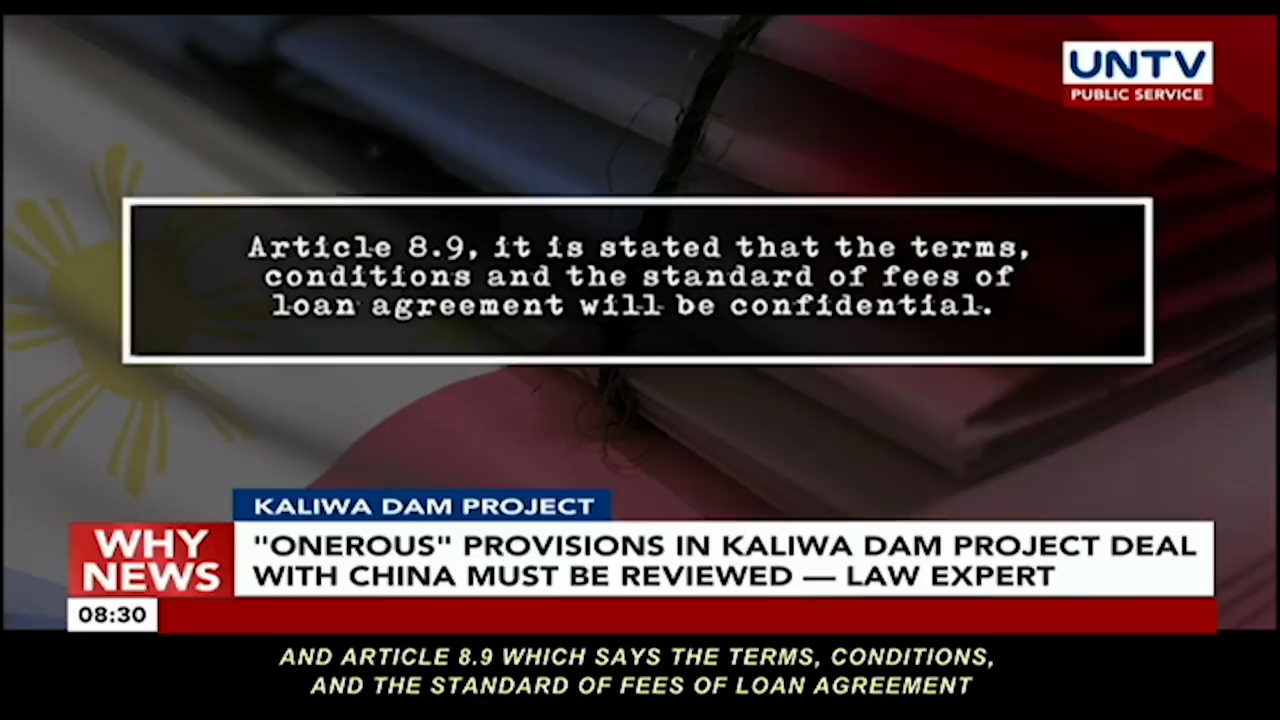 UNTV
PUBLIC SERVICE
Article 8.9, it is stated that the terms,
conditions and the standard of fees of
loan agreement will be confidential.
KALIWA DAM PROJECT
WHY
NEWS
"ONEROUS" PROVISIONS IN KALIWA DAM PROJECT DEAL
WITH CHINA MUST BE REVIEWED — LAW EXPERT
08:30
AND ARTICLE 8.9 WHICH SAYS THE TERMS, CONDITIONS,
AND THE STANDARD OF FEES OF LOAN AGREEMENT